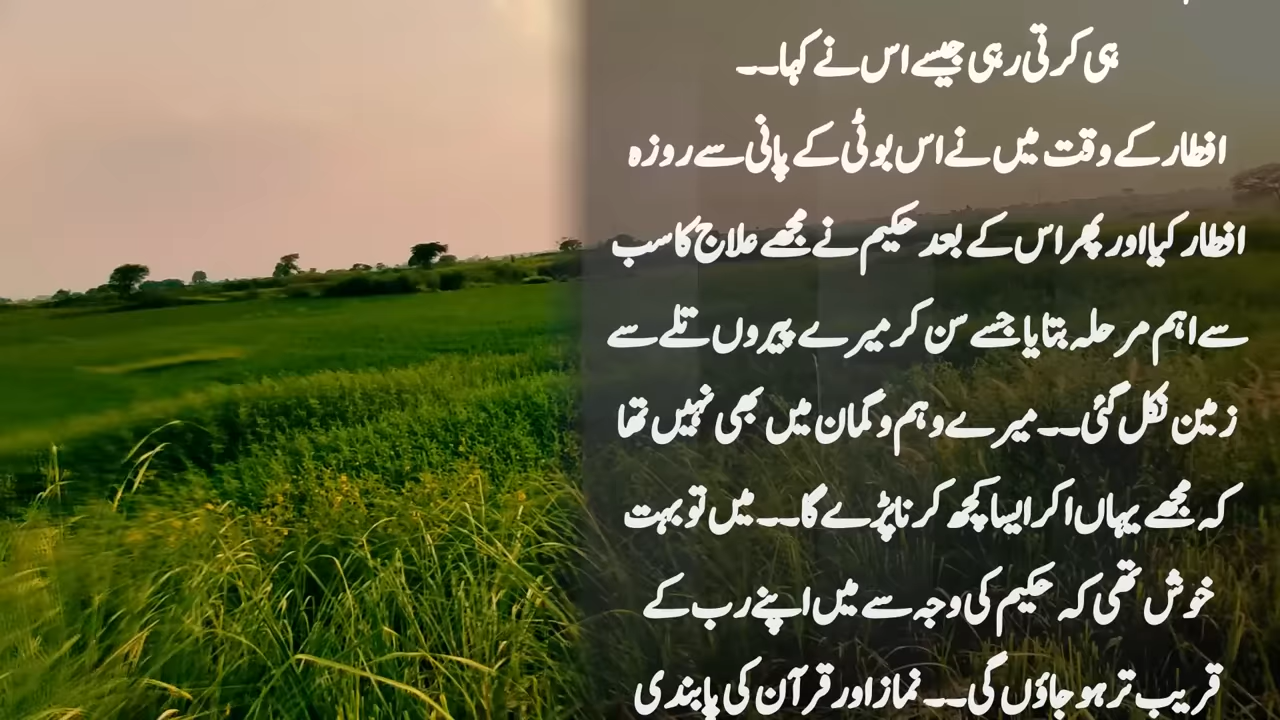 ہی کرتی رہی جیسے اس نے کہا۔۔
افطار کے وقت میں نے اس بوٹی کے پانی سے روزہ
افطار کیا اور پھر اس کے بعد حکیم نے مجھے علاج کا سب
سے اہم مرحلہ بتایا جسے سن کر میرے پیروں تلے سے
زمین نکل گئی۔۔ میرے وہم و گمان میں بھی نہیں تھا
کہ مجھے یہاں اکر ایسا کچھ کرنا پڑے گا۔۔ میں تو بہت
خوش تھی کہ حکیم کی وجہ سے میں اپنے رب کے
قریب تر ہو جاؤں گی۔۔ نماز اور قرآن کی پابندی